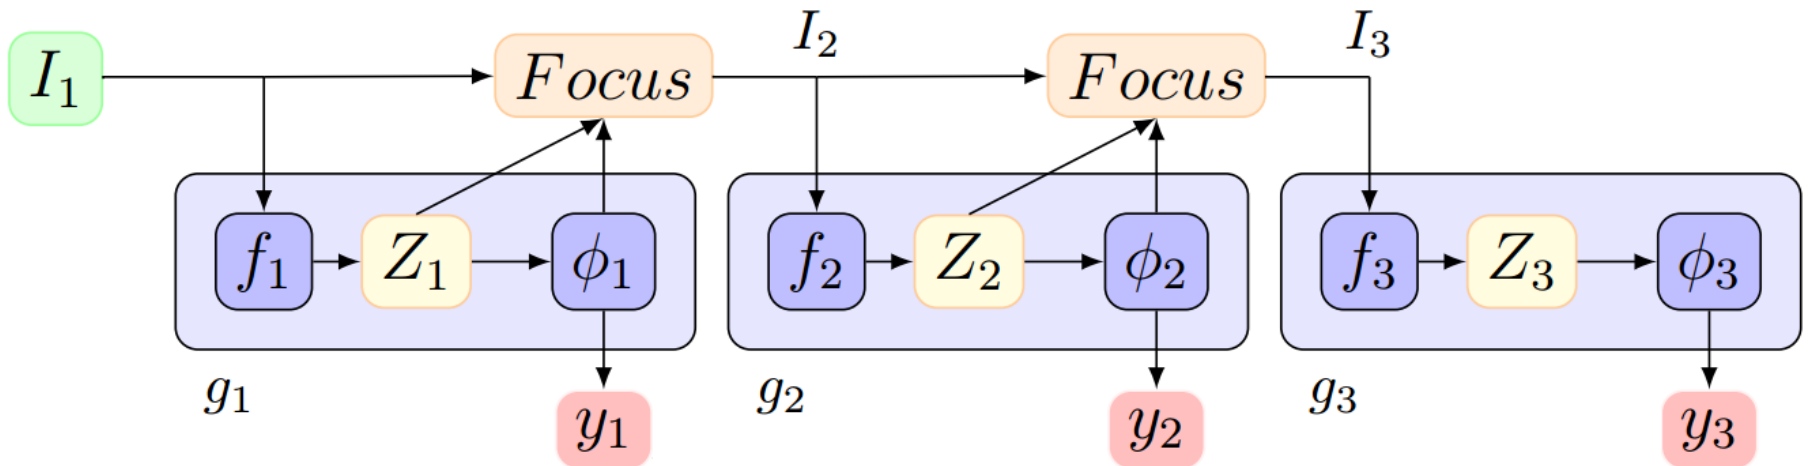 I₁ Focus I₂ Focus I₃
f₁ Z₁ ϕ₁ f₂ Z₂ ϕ₂ f₃ Z₃ ϕ₃
g₁ y₁ g₂ y₂ g₃ y₃